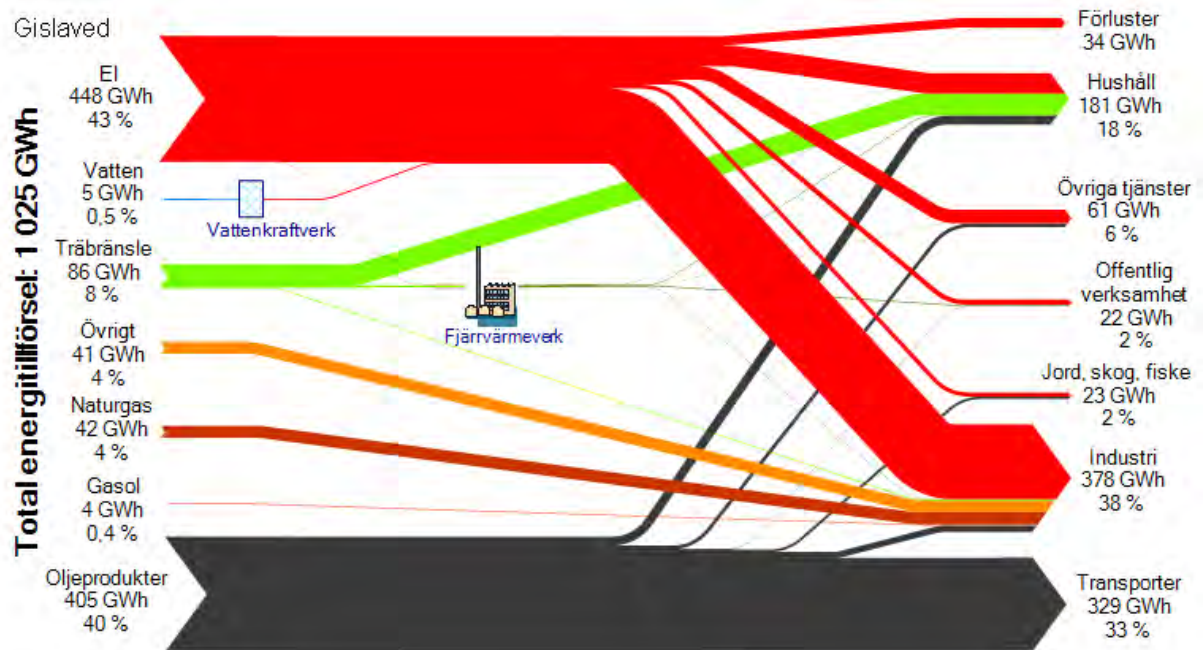 Gislaved
Total energitillförsel: 1 025 GWh
El
448 GWh
43 %
Vatten
5 GWh
0,5 %
Vattenkraftverk
Träbränsle
86 GWh
8 %
Fjärrvärmeverk
Övrigt
41 GWh
4 %
Naturgas
42 GWh
4 %
Gasol
4 GWh
0.4 %
Oljeprodukter
405 GWh
40 %
Förluster
34 GWh
Hushåll
181 GWh
18 %
Övriga tjänster
61 GWh
6 %
Offentlig
verksamhet
22 GWh
2 %
Jord, skog, fiske
23 GWh
2 %
Industri
378 GWh
38 %
Transporter
329 GWh
33 %